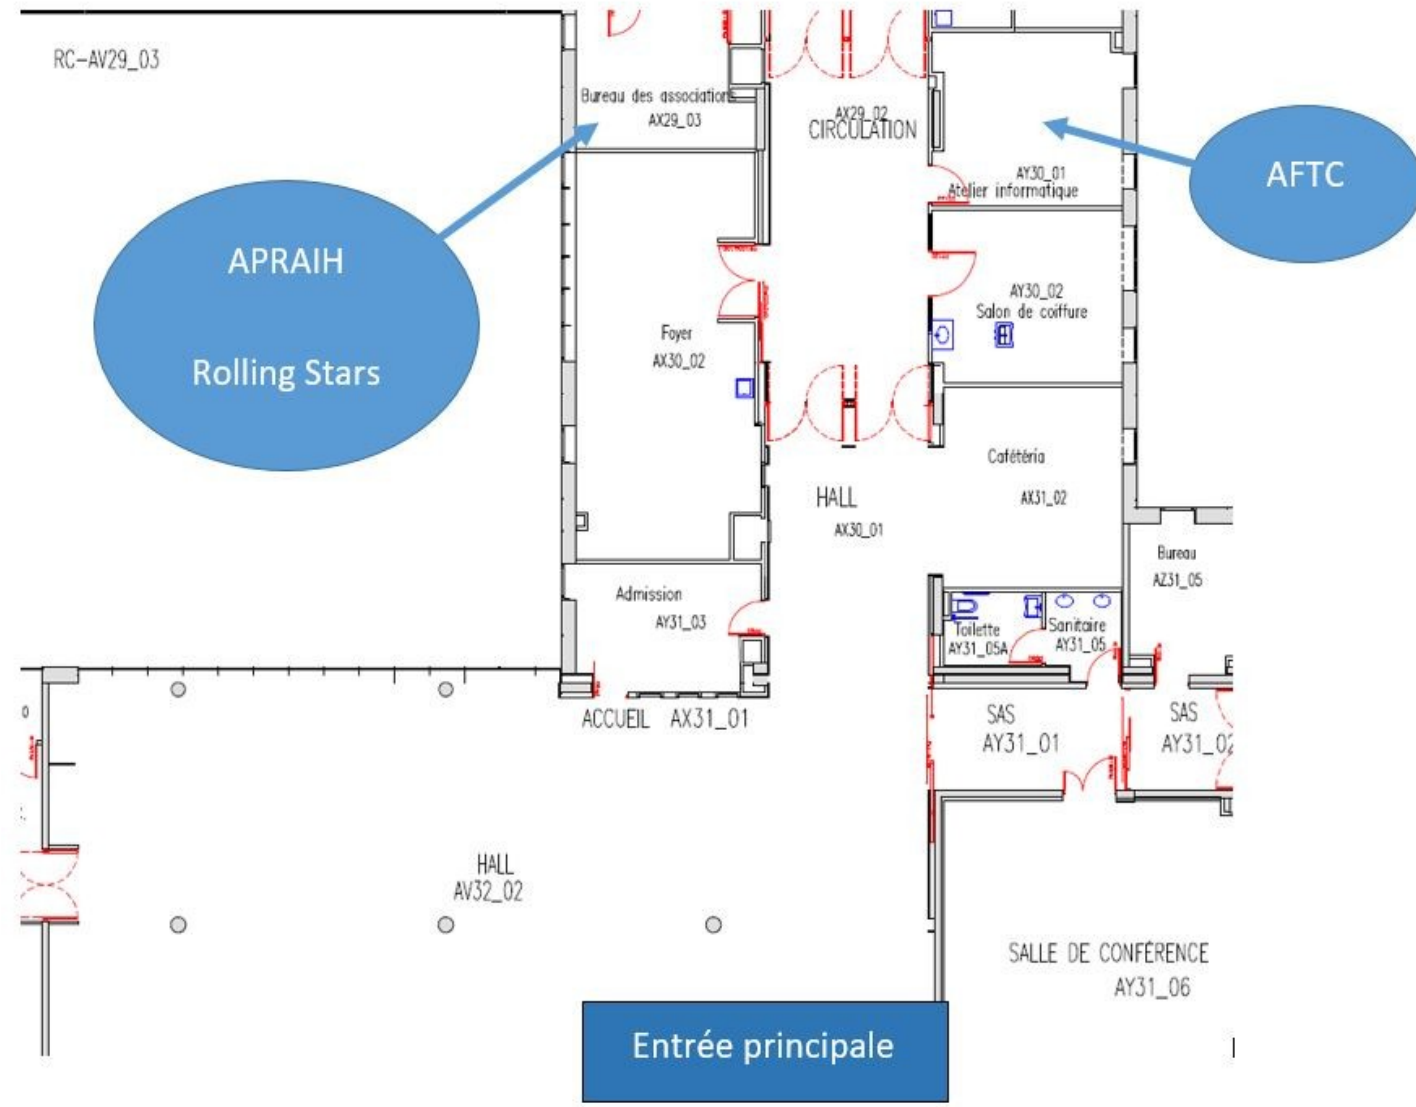 RC-AV29_03
Bureau des associations
AX29_03
AX29_02
CIRCULATION
AFTC
AY30_01
Atelier informatique
APRAIH
Rolling Stars
AY30_02
Salon de coiffure
Foyer
AX30_02
Cafétéria
AX31_02
HALL
AX30_01
Bureau
AZ31_05
Admission
AY31_03
Toilette
AY31_05A
Sanitaire
AY31_05
ACCUEIL AX31_01
SAS
AY31_01
SAS
AY31_02
HALL
AV32_02
SALLE DE CONFÉRENCE
AY31_06
Entrée principale